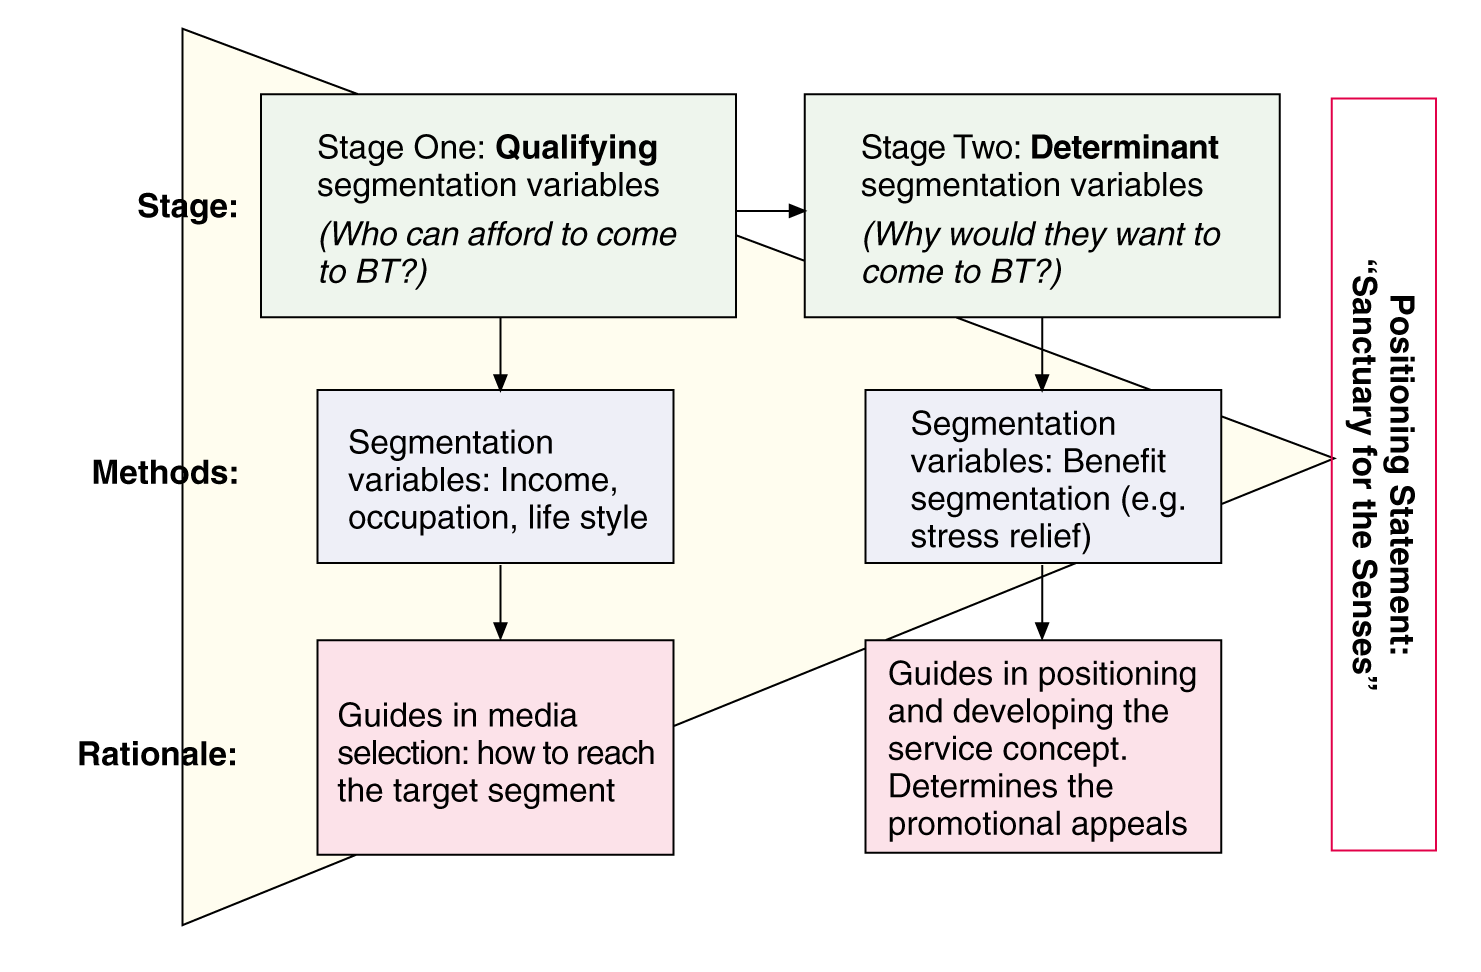 Stage:
Stage One: Qualifying
segmentation variables
(Who can afford to come
to BT?)
Stage Two: Determinant
segmentation variables
(Why would they want to
come to BT?)
Methods:
Segmentation
variables: Income,
occupation, life style
Segmentation
variables: Benefit
segmentation (e.g.
stress relief)
Rationale:
Guides in media
selection: how to reach
the target segment
Guides in positioning
and developing the
service concept.
Determines the
promotional appeals
Positioning Statement:
“Sanctuary for the Senses”